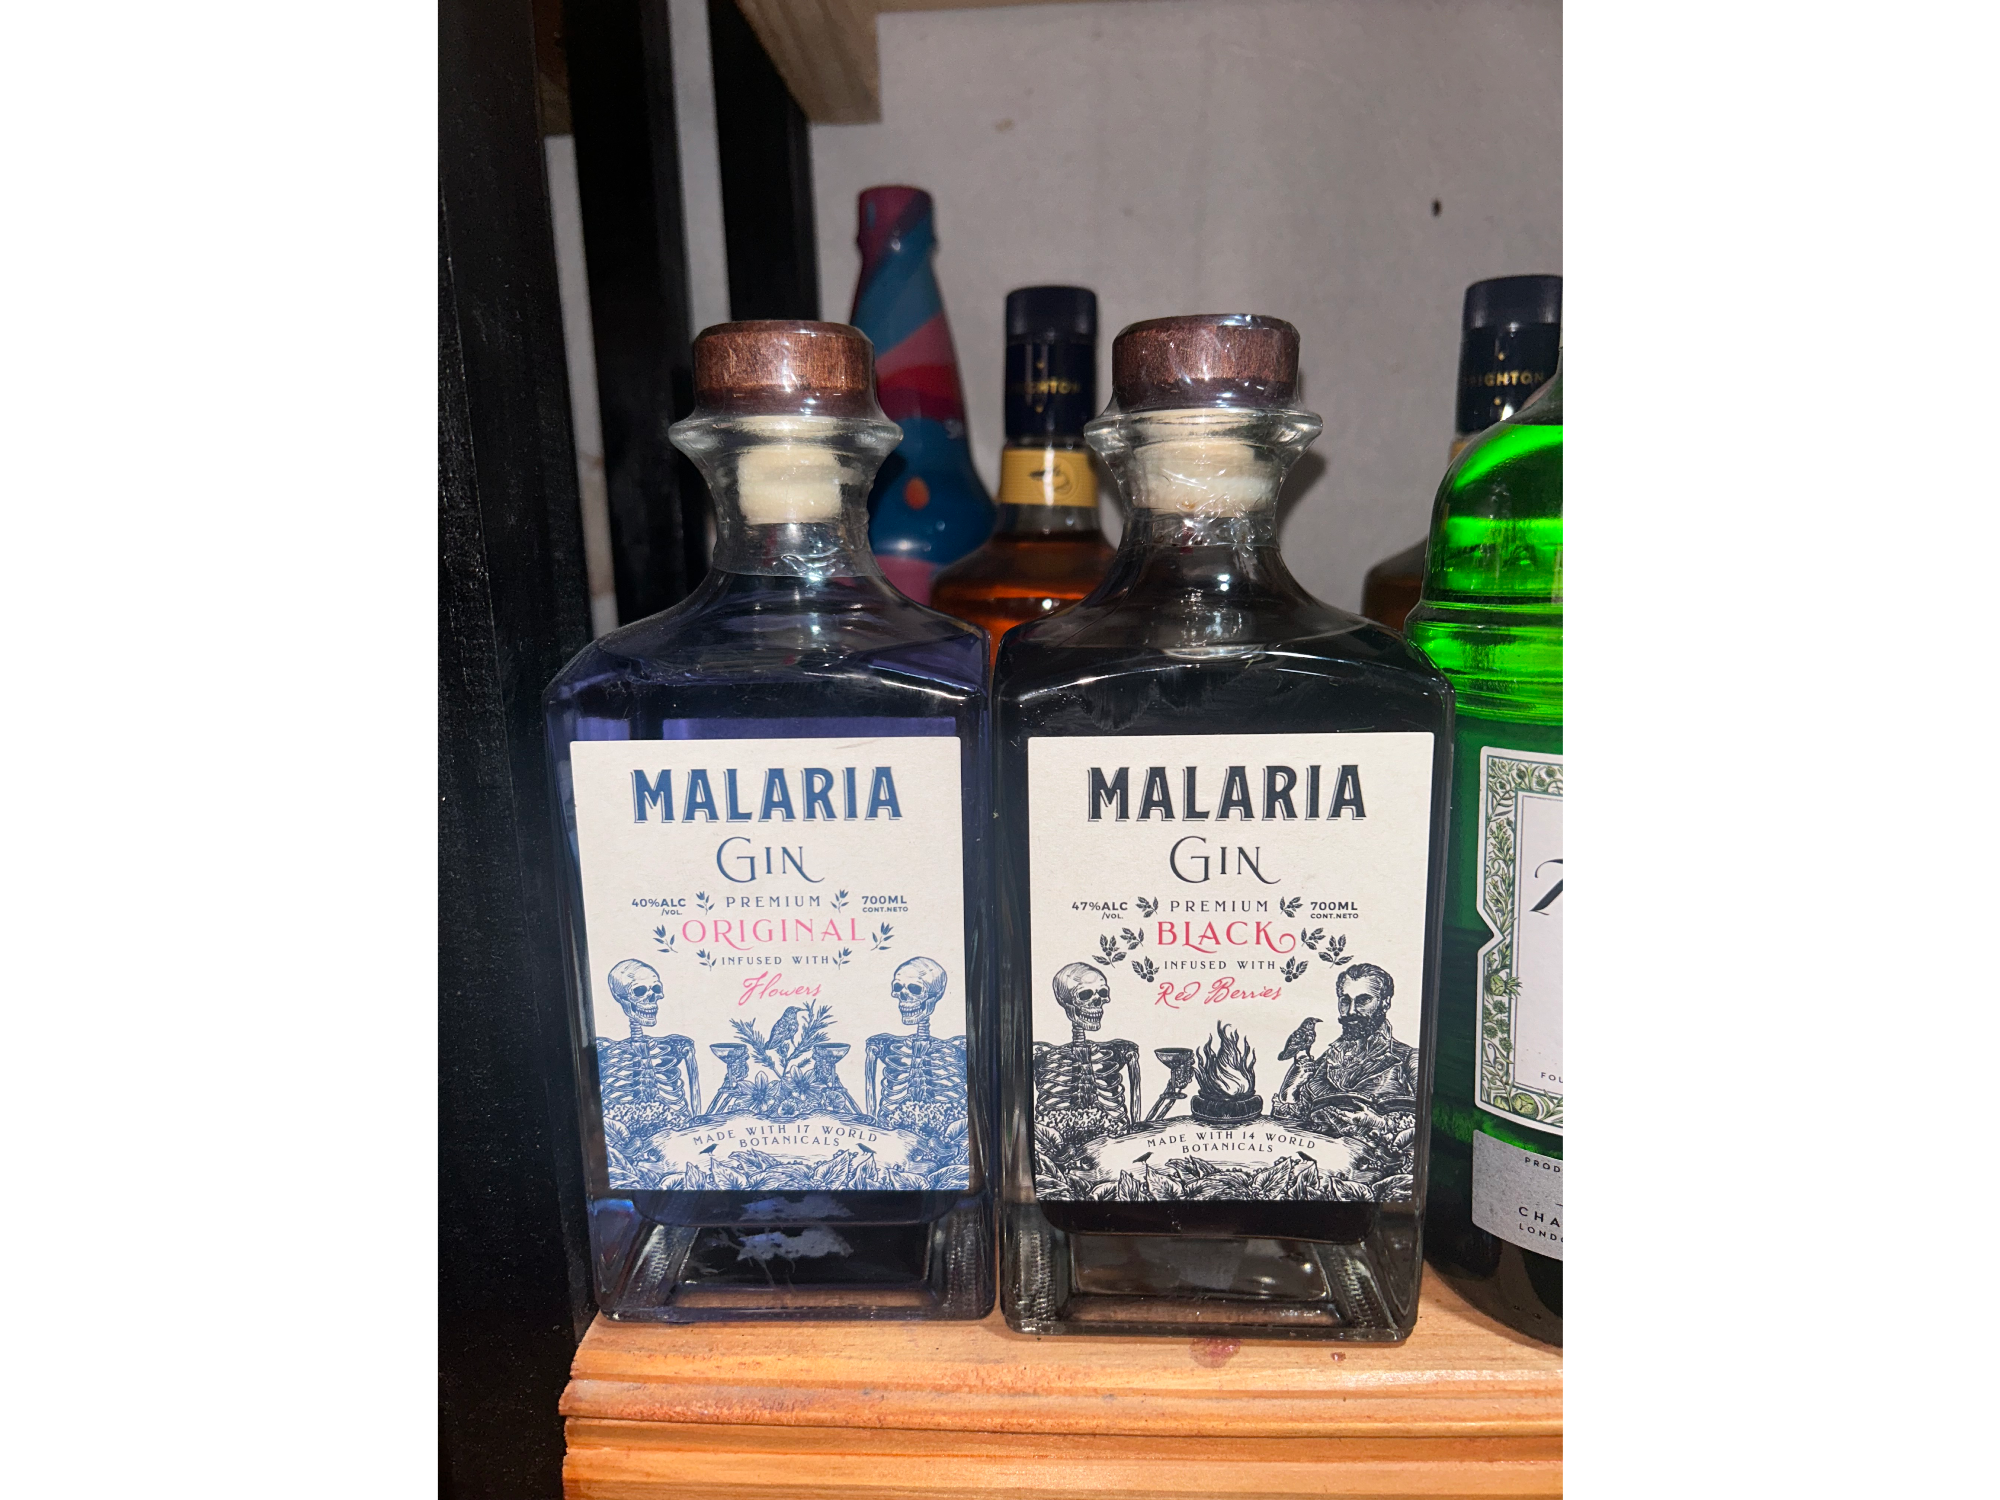 MALARIA
GIN
40%ALC
/VOL.
PREMIUM
700ML
CONT.NETO
ORIGINAL
INFUSED WITH
Flowers
MADE WITH 17 WORLD
BOTANICALS
MALARIA
GIN
47%ALC
/VOL.
PREMIUM
700ML
CONT.NETO
BLACK
INFUSED WITH
Red Berries
MADE WITH 14 WORLD
BOTANICALS